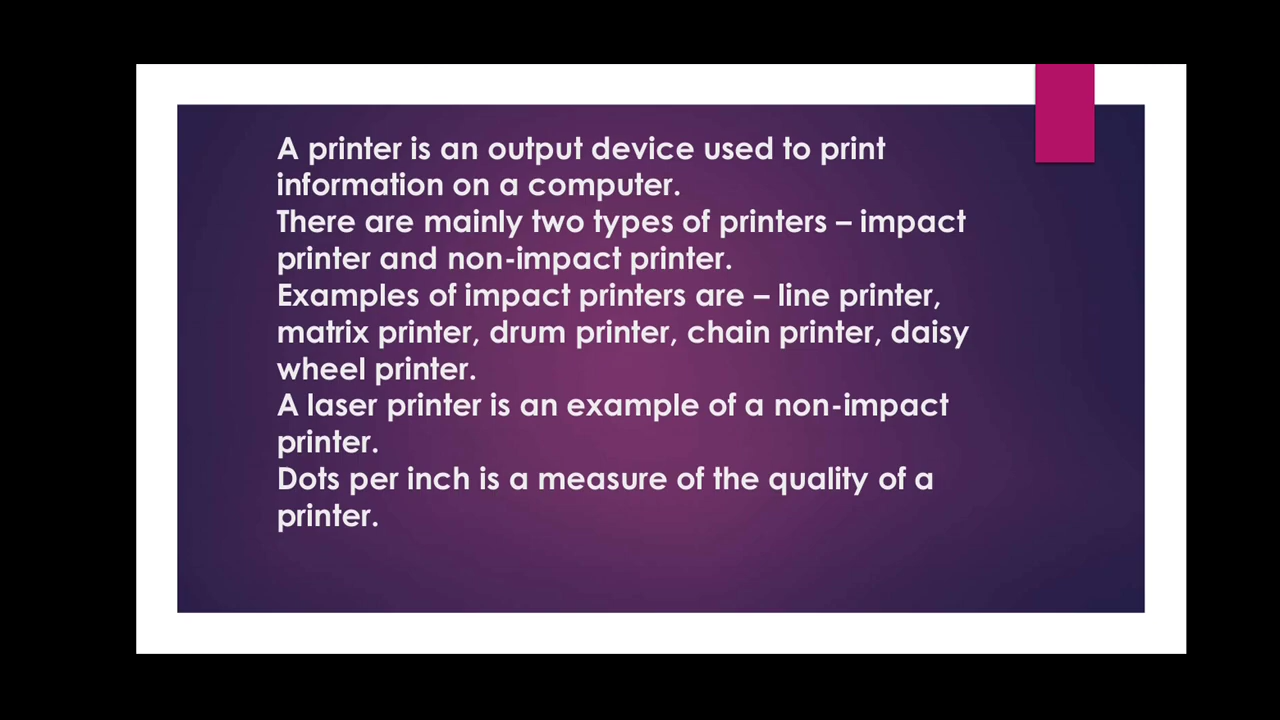 A printer is an output device used to print
information on a computer.
There are mainly two types of printers – impact
printer and non-impact printer.
Examples of impact printers are – line printer,
matrix printer, drum printer, chain printer, daisy
wheel printer.
A laser printer is an example of a non-impact
printer.
Dots per inch is a measure of the quality of a
printer.